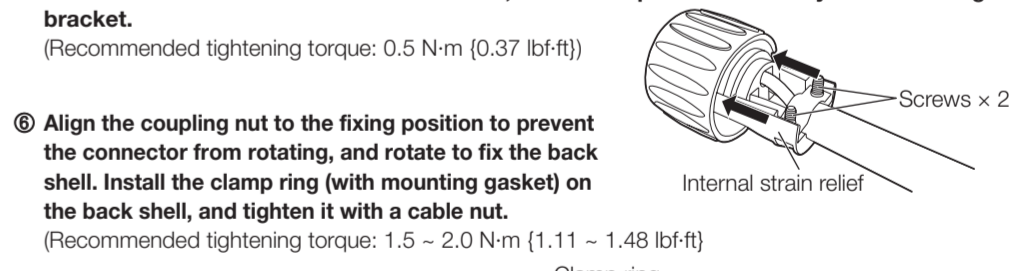 bracket.
(Recommended tightening torque: 0.5 N·m {0.37 lbf·ft})
Screws × 2
⑥ Align the coupling nut to the fixing position to prevent
the connector from rotating, and rotate to fix the back
shell. Install the clamp ring (with mounting gasket) on
the back shell, and tighten it with a cable nut.
Internal strain relief
(Recommended tightening torque: 1.5 ~ 2.0 N·m {1.11 ~ 1.48 lbf·ft}